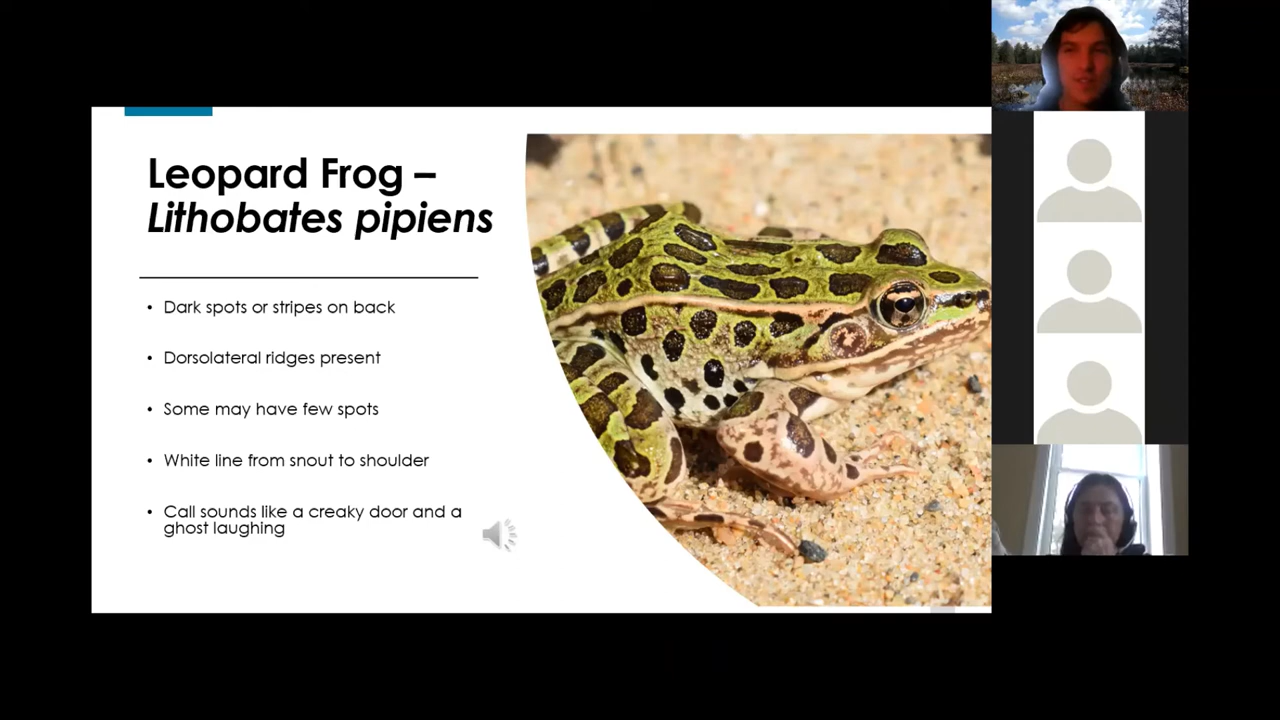 Leopard Frog –
Lithobates pipiens
• Dark spots or stripes on back
• Dorsolateral ridges present
• Some may have few spots
• White line from snout to shoulder
• Call sounds like a creaky door and a
ghost laughing